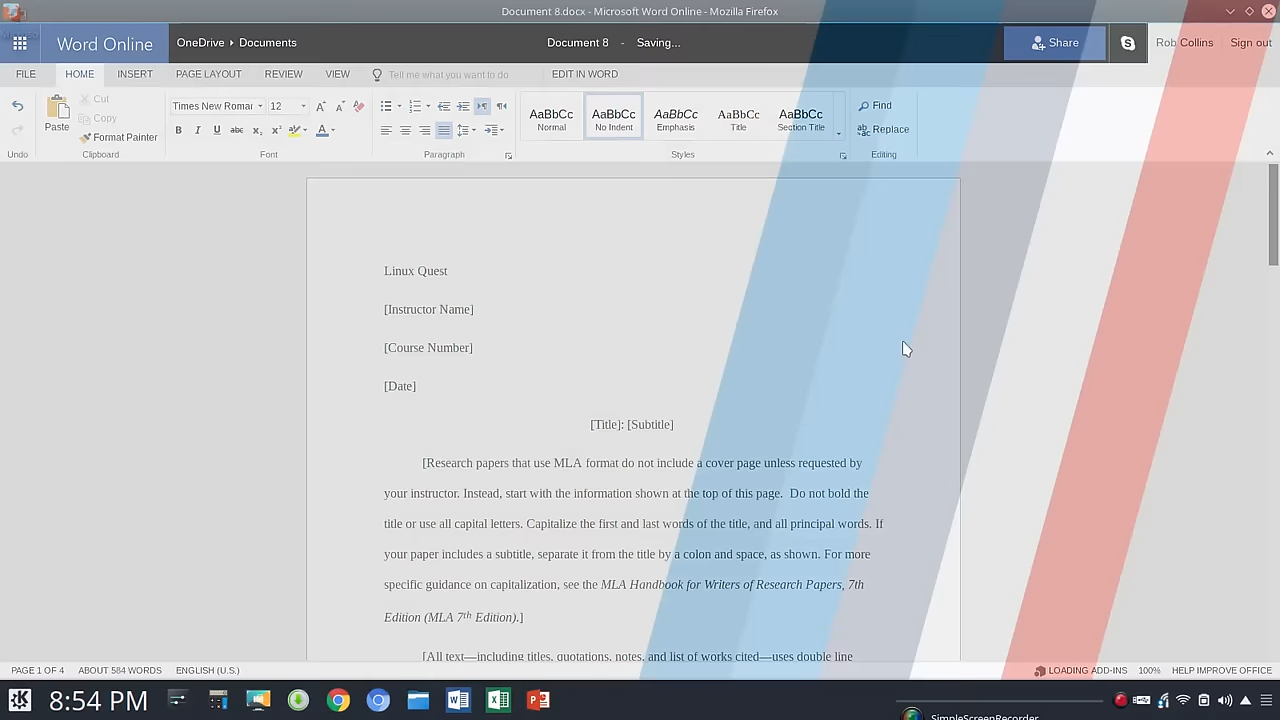 Document 8.docx - Microsoft Word Online - Mozilla Firefox
Word Online
OneDrive Documents
Document 8 - Saving...
Share
Rob Collins
Sign out
FILE HOME INSERT PAGE LAYOUT REVIEW VIEW Tell me what you want to do EDIT IN WORD
Undo
Paste
Cut
Copy
Format Painter
Clipboard
Times New Roman 12
B I U abc x₂ x² A
Font
Paragraph
AaBbCc AaBbCc AaBbCc AaBbCc AaBbCc
Normal No Indent Emphasis Title Section Title
Styles
Find
Replace
Editing
Linux Quest
[Instructor Name]
[Course Number]
[Date]
[Title]: [Subtitle]
[Research papers that use MLA format do not include a cover page unless requested by
your instructor. Instead, start with the information shown at the top of this page.  Do not bold the
title or use all capital letters. Capitalize the first and last words of the title, and all principal words. If
your paper includes a subtitle, separate it from the title by a colon and space, as shown. For more
specific guidance on capitalization, see the MLA Handbook for Writers of Research Papers, 7th
Edition (MLA 7th Edition).]
[All text—including titles, quotations, notes, and list of works cited—uses double line
PAGE 1 OF 4 ABOUT 584 WORDS ENGLISH (U.S.) LOADING ADD-INS 100% HELP IMPROVE OFFICE
8:54 PM
SimpleScreenRecorder